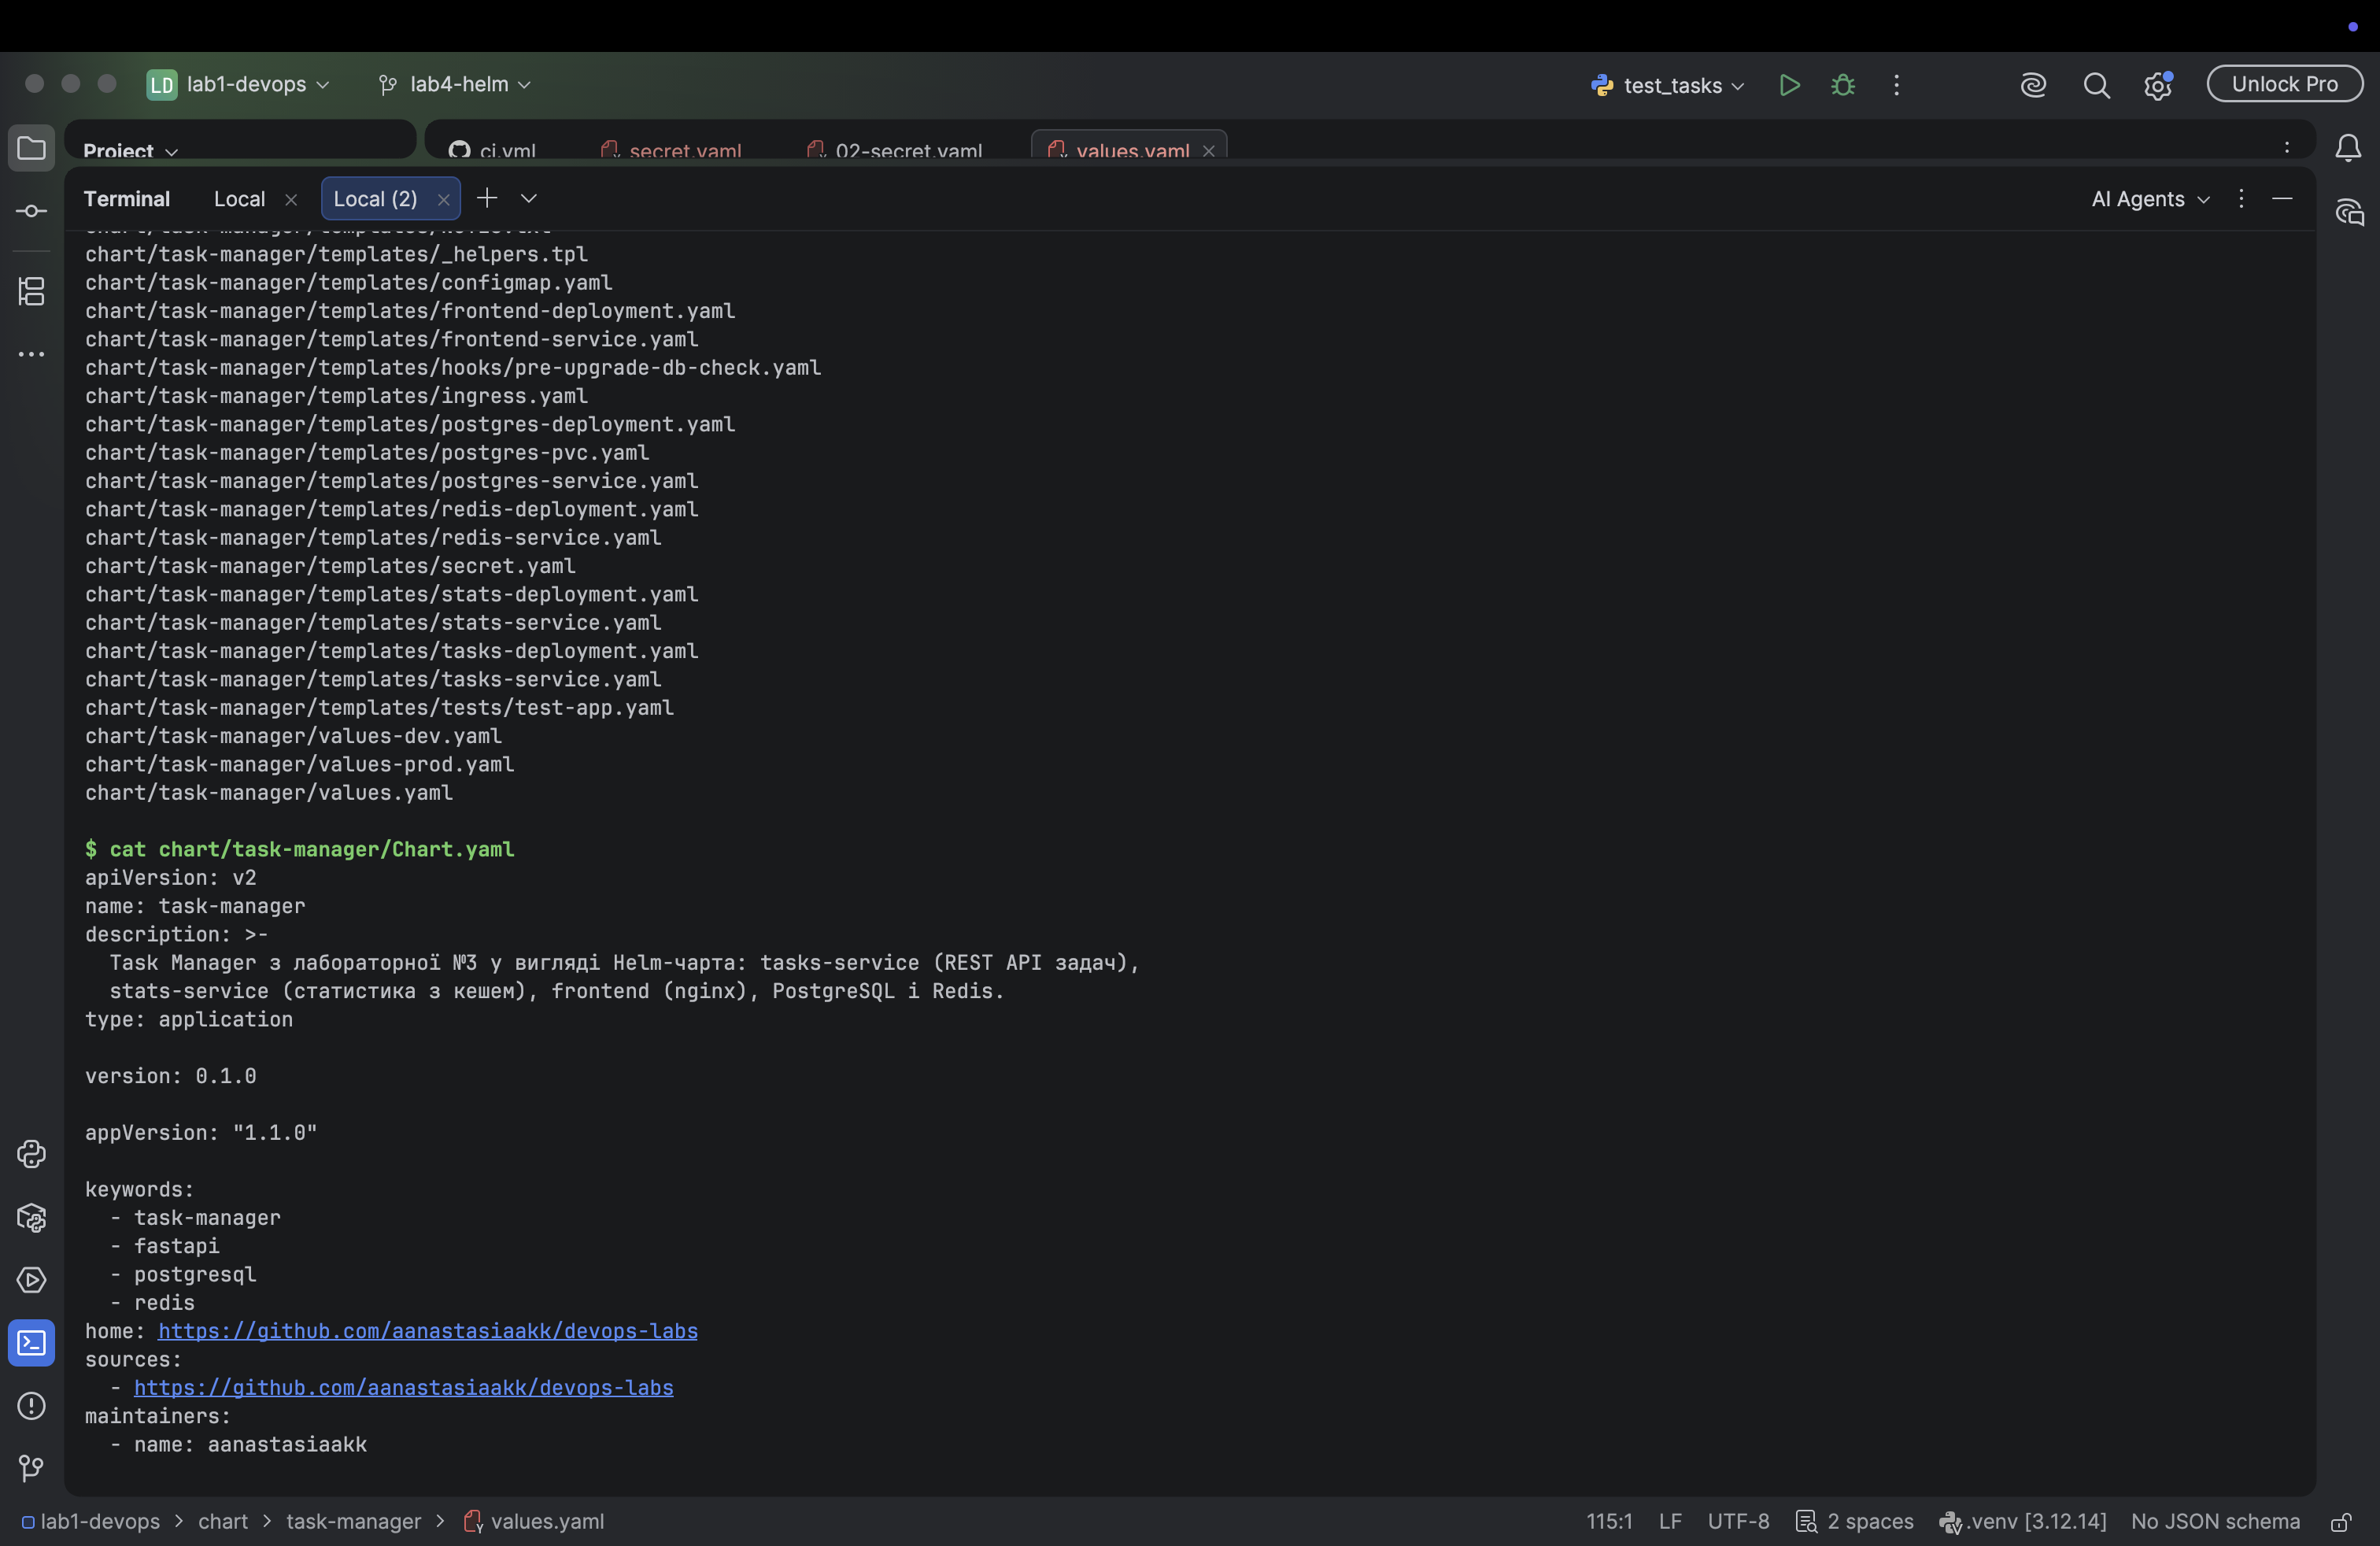 LD lab1-devops
lab4-helm
test_tasks
Unlock Pro
Project
ci.yml
secret.yaml
02-secret.yaml
values.yaml
Terminal
Local
Local (2)
AI Agents
chart/task-manager/templates/_helpers.tpl
chart/task-manager/templates/configmap.yaml
chart/task-manager/templates/frontend-deployment.yaml
chart/task-manager/templates/frontend-service.yaml
chart/task-manager/templates/hooks/pre-upgrade-db-check.yaml
chart/task-manager/templates/ingress.yaml
chart/task-manager/templates/postgres-deployment.yaml
chart/task-manager/templates/postgres-pvc.yaml
chart/task-manager/templates/postgres-service.yaml
chart/task-manager/templates/redis-deployment.yaml
chart/task-manager/templates/redis-service.yaml
chart/task-manager/templates/secret.yaml
chart/task-manager/templates/stats-deployment.yaml
chart/task-manager/templates/stats-service.yaml
chart/task-manager/templates/tasks-deployment.yaml
chart/task-manager/templates/tasks-service.yaml
chart/task-manager/templates/tests/test-app.yaml
chart/task-manager/values-dev.yaml
chart/task-manager/values-prod.yaml
chart/task-manager/values.yaml
$ cat chart/task-manager/Chart.yaml
apiVersion: v2
name: task-manager
description: >-
  Task Manager з лабораторної №3 у вигляді Helm-чарта: tasks-service (REST API задач),
  stats-service (статистика з кешем), frontend (nginx), PostgreSQL і Redis.
type: application
version: 0.1.0
appVersion: "1.1.0"
keywords:
  - task-manager
  - fastapi
  - postgresql
  - redis
home: https://github.com/aanastasiaakk/devops-labs
sources:
  - https://github.com/aanastasiaakk/devops-labs
maintainers:
  - name: aanastasiaakk
lab1-devops > chart > task-manager > values.yaml
115:1
LF
UTF-8
2 spaces
.venv [3.12.14]
No JSON schema